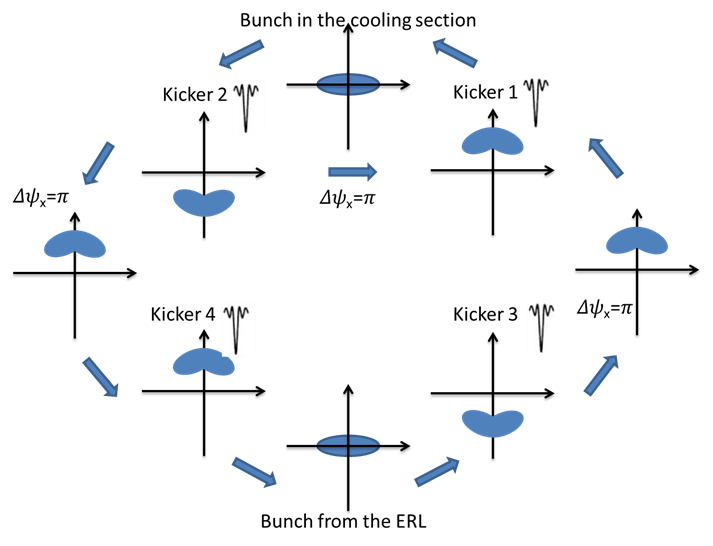 Bunch in the cooling section
Kicker 2
Kicker 1
Δψx=π
Δψx=π
Δψx=π
Kicker 4
Kicker 3
Bunch from the ERL